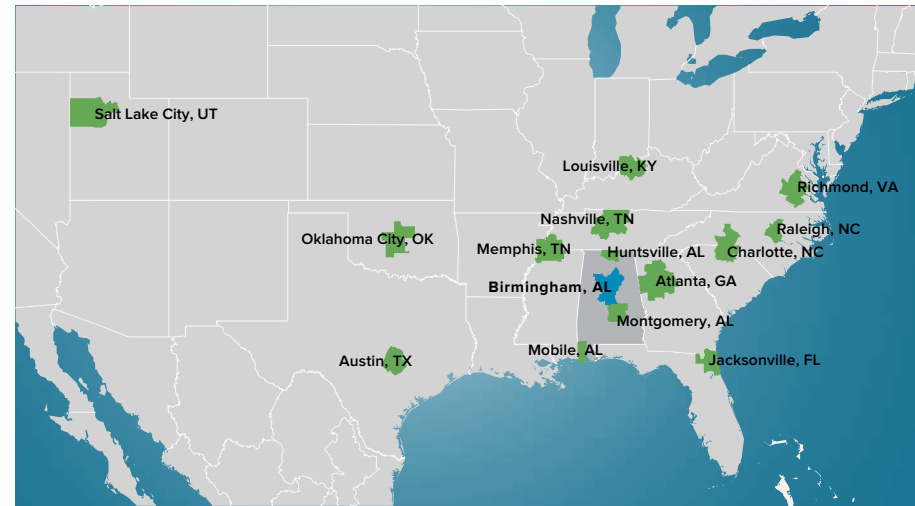 Salt Lake City, UT
Louisville, KY
Richmond, VA
Nashville, TN
Raleigh, NC
Oklahoma City, OK
Memphis, TN
Huntsville, AL
Charlotte, NC
Birmingham, AL
Atlanta, GA
Montgomery, AL
Mobile, AL
Austin, TX
Jacksonville, FL